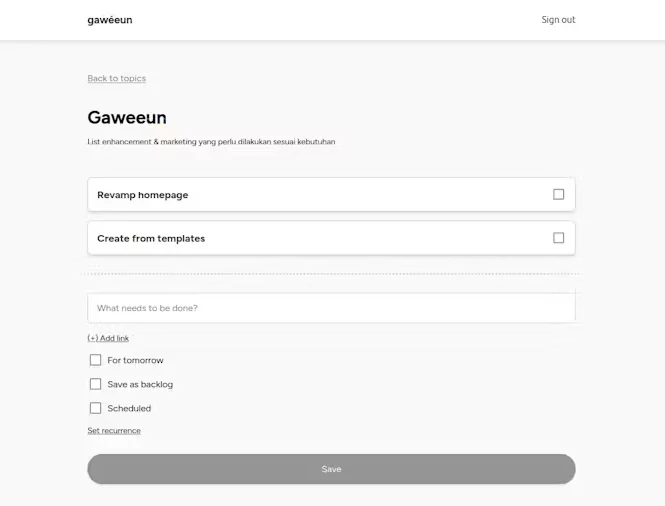 gawéeun
Sign out
Back to topics
Gaweeun
List enhancement & marketing yang perlu dilakukan sesuai kebutuhan
Revamp homepage
Create from templates
What needs to be done?
(+) Add link
For tomorrow
Save as backlog
Scheduled
Set recurrence
Save